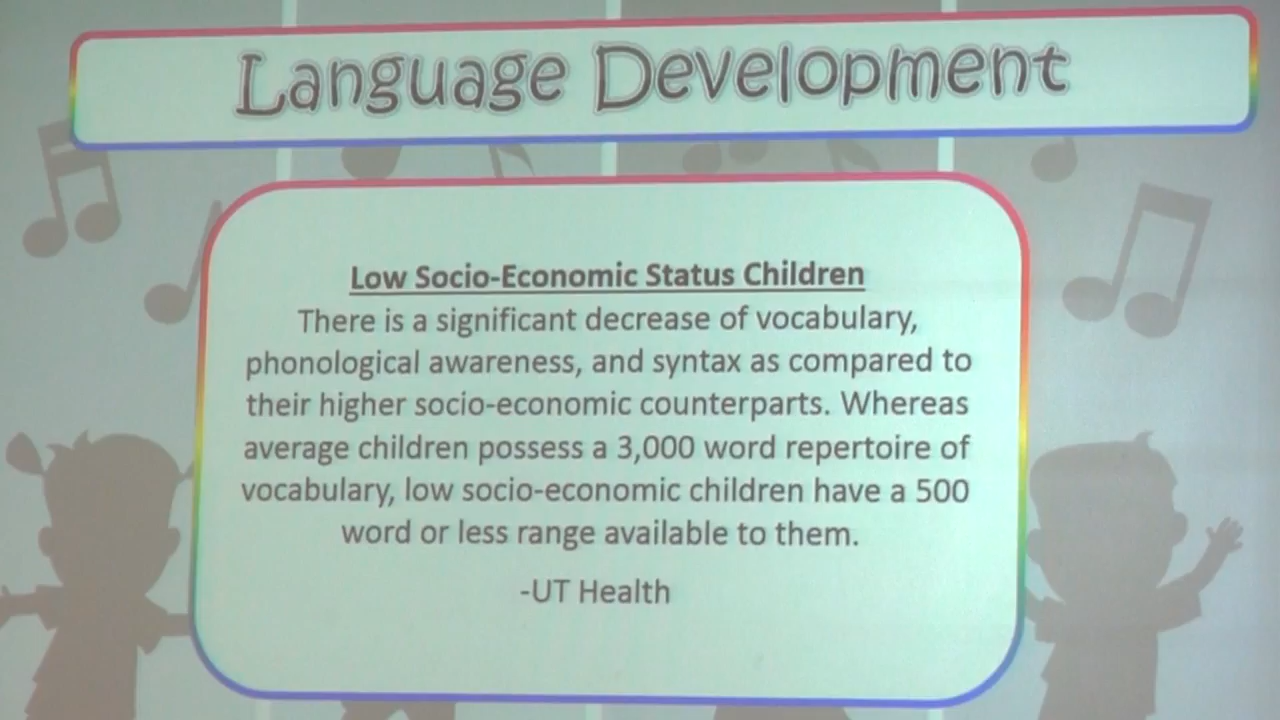 Language Development
Low Socio-Economic Status Children
There is a significant decrease of vocabulary,
phonological awareness, and syntax as compared to
their higher socio-economic counterparts. Whereas
average children possess a 3,000 word repertoire of
vocabulary, low socio-economic children have a 500
word or less range available to them.
-UT Health